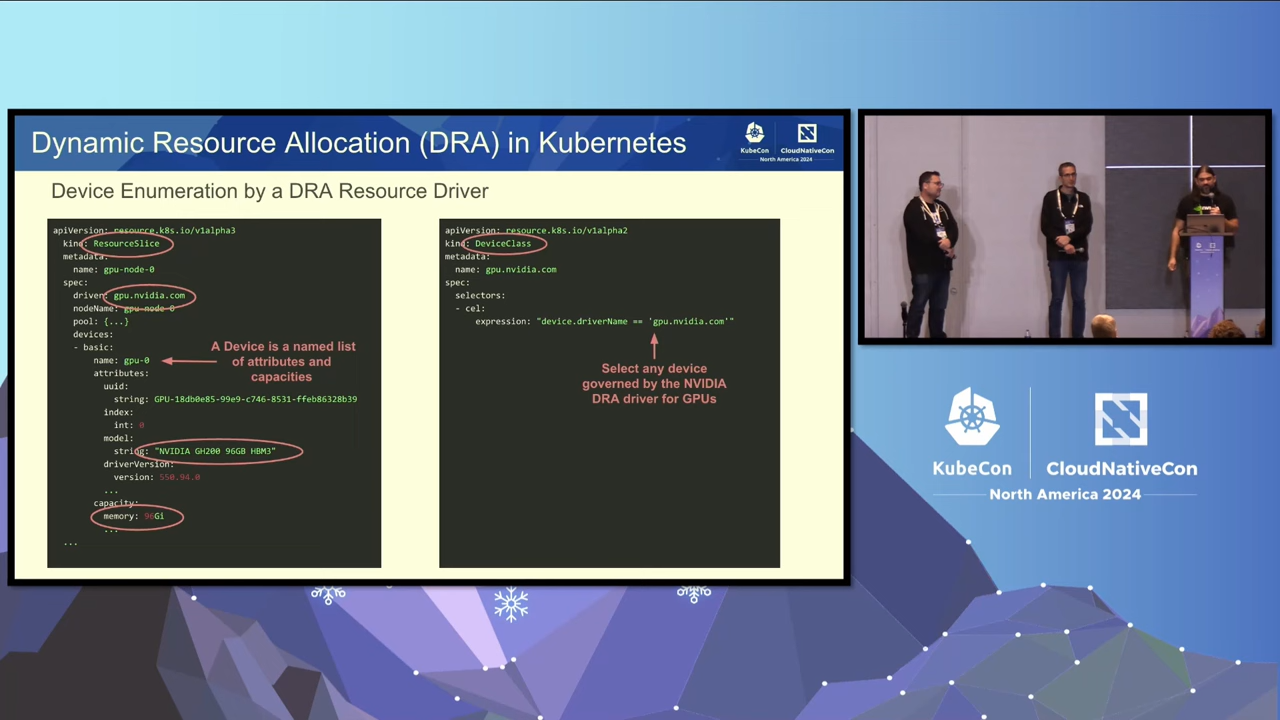 Dynamic Resource Allocation (DRA) in Kubernetes
KubeCon
CloudNativeCon
North America 2024
Device Enumeration by a DRA Resource Driver
apiVersion: resource.k8s.io/v1alpha3
kind: ResourceSlice
metadata:
name: gpu-node-0
spec:
driver: gpu.nvidia.com
nodeName: gpu-node-0
pool: {...}
devices:
- basic:
name: gpu-0
attributes:
uuid:
string: GPU-18db0e85-99e9-c746-8531-ffeb86328b39
index:
int: 0
model:
string: "NVIDIA GH200 96GB HBM3"
driverVersion:
version: 550.94.0
...
capacity:
memory: 96Gi
...
...
A Device is a named list
of attributes and
capacities
apiVersion: resource.k8s.io/v1alpha2
kind: DeviceClass
metadata:
name: gpu.nvidia.com
spec:
selectors:
- cel:
expression: "device.driverName == 'gpu.nvidia.com'"
Select any device
governed by the NVIDIA
DRA driver for GPUs
KubeCon
CloudNativeCon
North America 2024